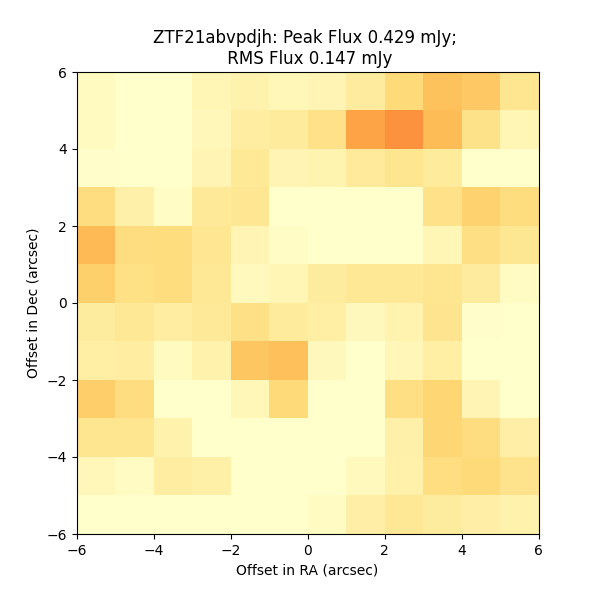 ZTF21abvpdjh: Peak Flux 0.429 mJy;
RMS Flux 0.147 mJy
6
4
2
0
−2
−4
−6
Offset in Dec (arcsec)
−6 −4 −2 0 2 4 6
Offset in RA (arcsec)